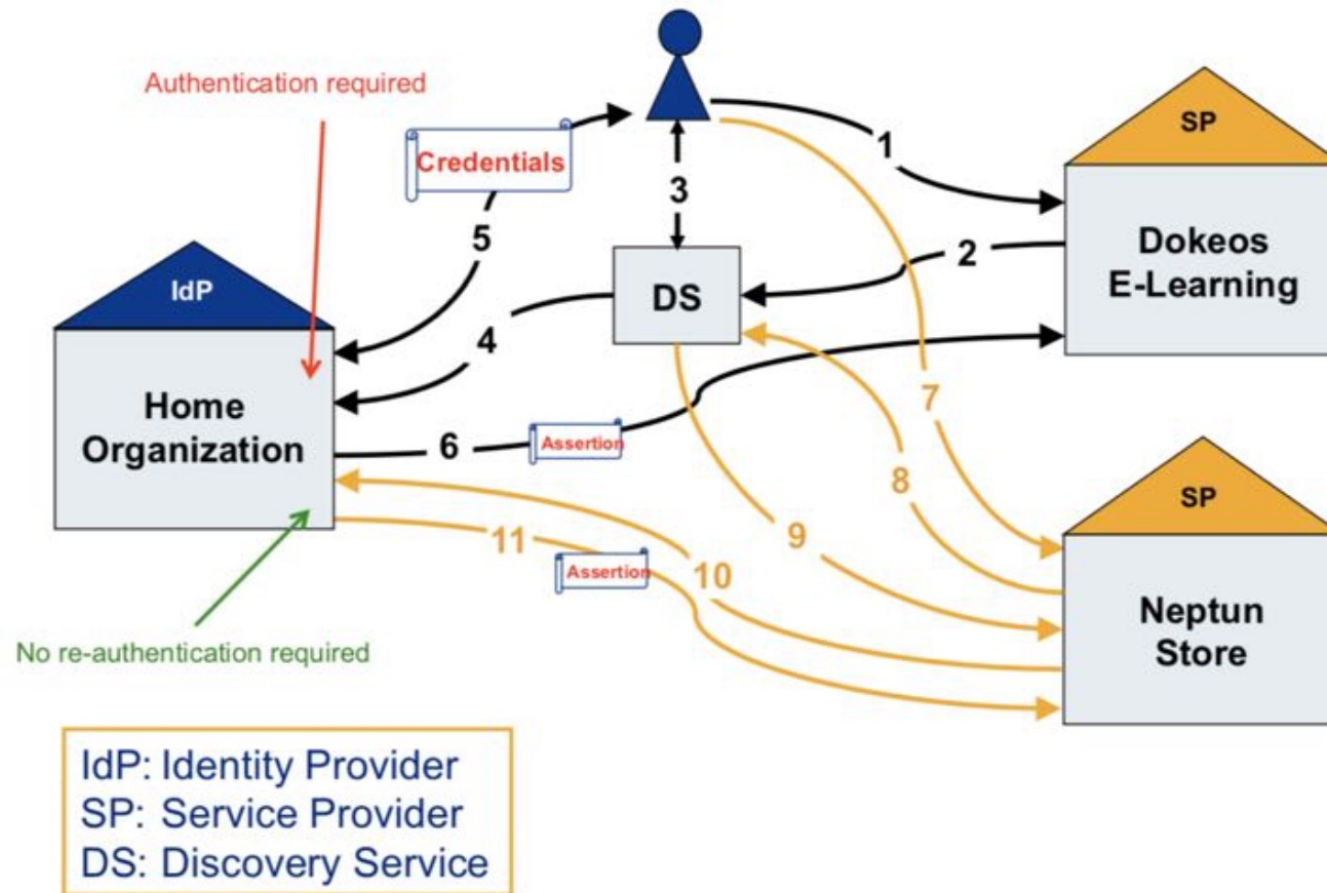 Authentication required
Credentials
1
SP
3
5
2
Dokeos
E-Learning
IdP
DS
4
Home
Organization
7
6
Assertion
8
SP
11
9
Assertion
10
Neptun
Store
No re-authentication required
IdP: Identity Provider
SP: Service Provider
DS: Discovery Service